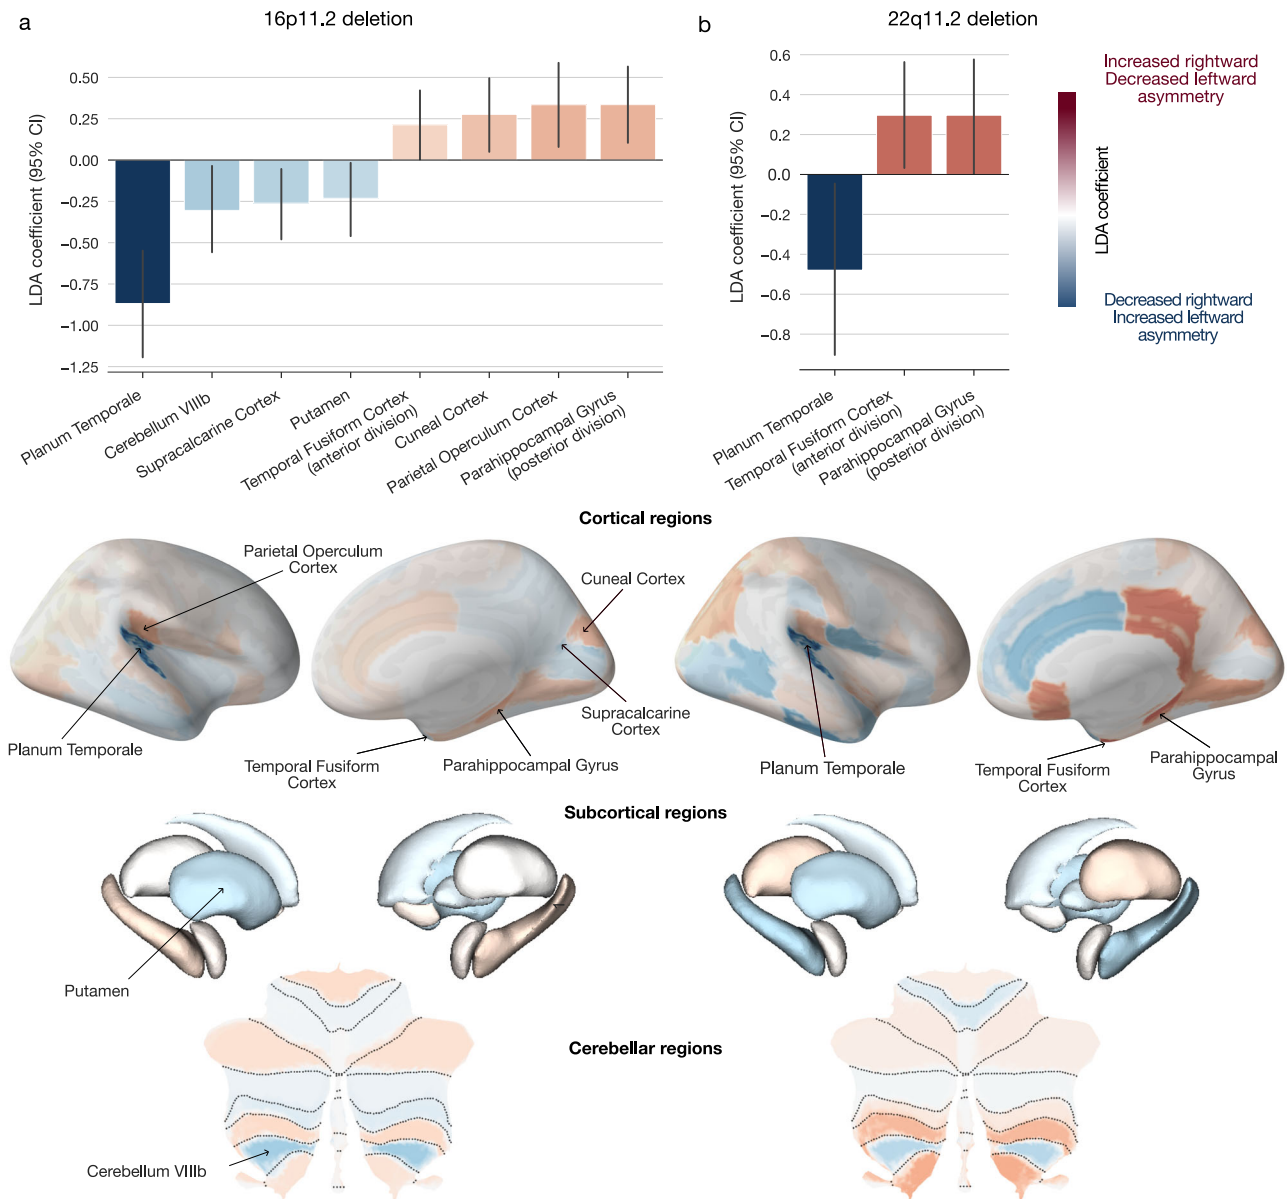 a
16p11.2 deletion
LDA coefficient (95% CI)
0.50
0.25
0.00
−0.25
−0.50
−0.75
−1.00
−1.25
Planum Temporale
Cerebellum VIIIb
Supracalcarine Cortex
Putamen
Temporal Fusiform Cortex
(anterior division)
Cuneal Cortex
Parietal Operculum Cortex
Parahippocampal Gyrus
(posterior division)
b
22q11.2 deletion
LDA coefficient (95% CI)
0.6
0.4
0.2
0.0
−0.2
−0.4
−0.6
−0.8
Planum Temporale
Temporal Fusiform Cortex
(anterior division)
Parahippocampal Gyrus
(posterior division)
Increased rightward
Decreased leftward
asymmetry
LDA coefficient
Decreased rightward
Increased leftward
asymmetry
Cortical regions
Parietal Operculum
Cortex
Cuneal Cortex
Planum Temporale
Temporal Fusiform
Cortex
Parahippocampal Gyrus
Supracalcarine
Cortex
Planum Temporale
Temporal Fusiform
Cortex
Parahippocampal
Gyrus
Subcortical regions
Putamen
Cerebellar regions
Cerebellum VIIIb